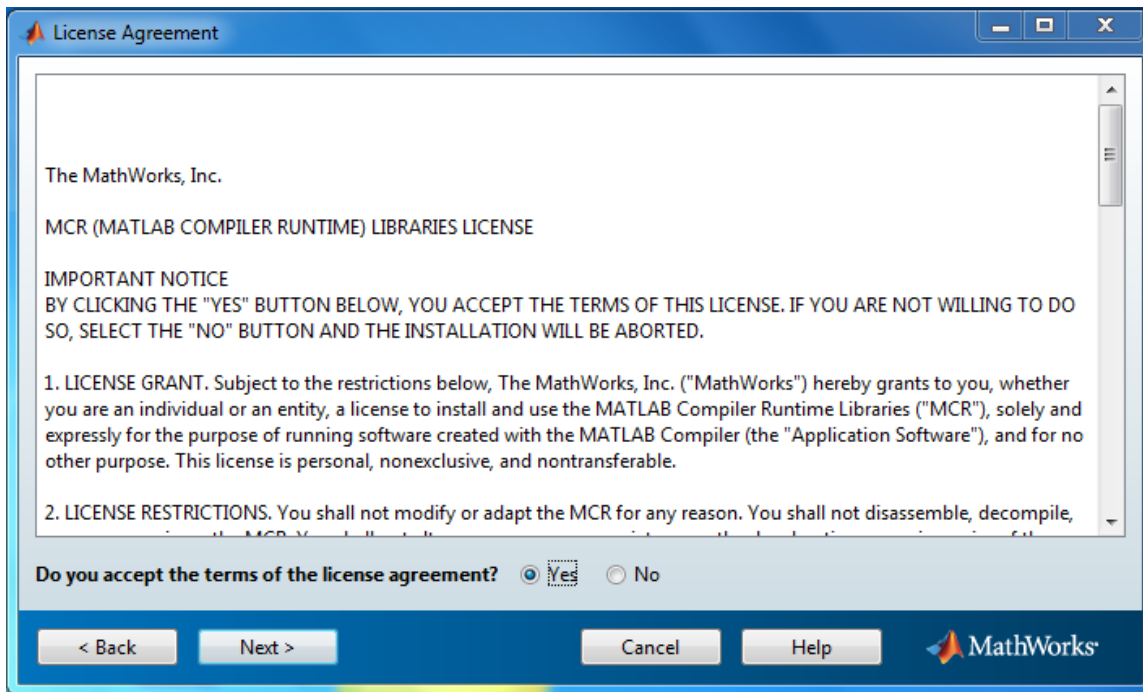 License Agreement
The MathWorks, Inc.
MCR (MATLAB COMPILER RUNTIME) LIBRARIES LICENSE
IMPORTANT NOTICE
BY CLICKING THE "YES" BUTTON BELOW, YOU ACCEPT THE TERMS OF THIS LICENSE. IF YOU ARE NOT WILLING TO DO
SO, SELECT THE "NO" BUTTON AND THE INSTALLATION WILL BE ABORTED.
1. LICENSE GRANT. Subject to the restrictions below, The MathWorks, Inc. ("MathWorks") hereby grants to you, whether
you are an individual or an entity, a license to install and use the MATLAB Compiler Runtime Libraries ("MCR"), solely and
expressly for the purpose of running software created with the MATLAB Compiler (the "Application Software"), and for no
other purpose. This license is personal, nonexclusive, and nontransferable.
2. LICENSE RESTRICTIONS. You shall not modify or adapt the MCR for any reason. You shall not disassemble, decompile,
Do you accept the terms of the license agreement? Yes No
< Back Next > Cancel Help MathWorks